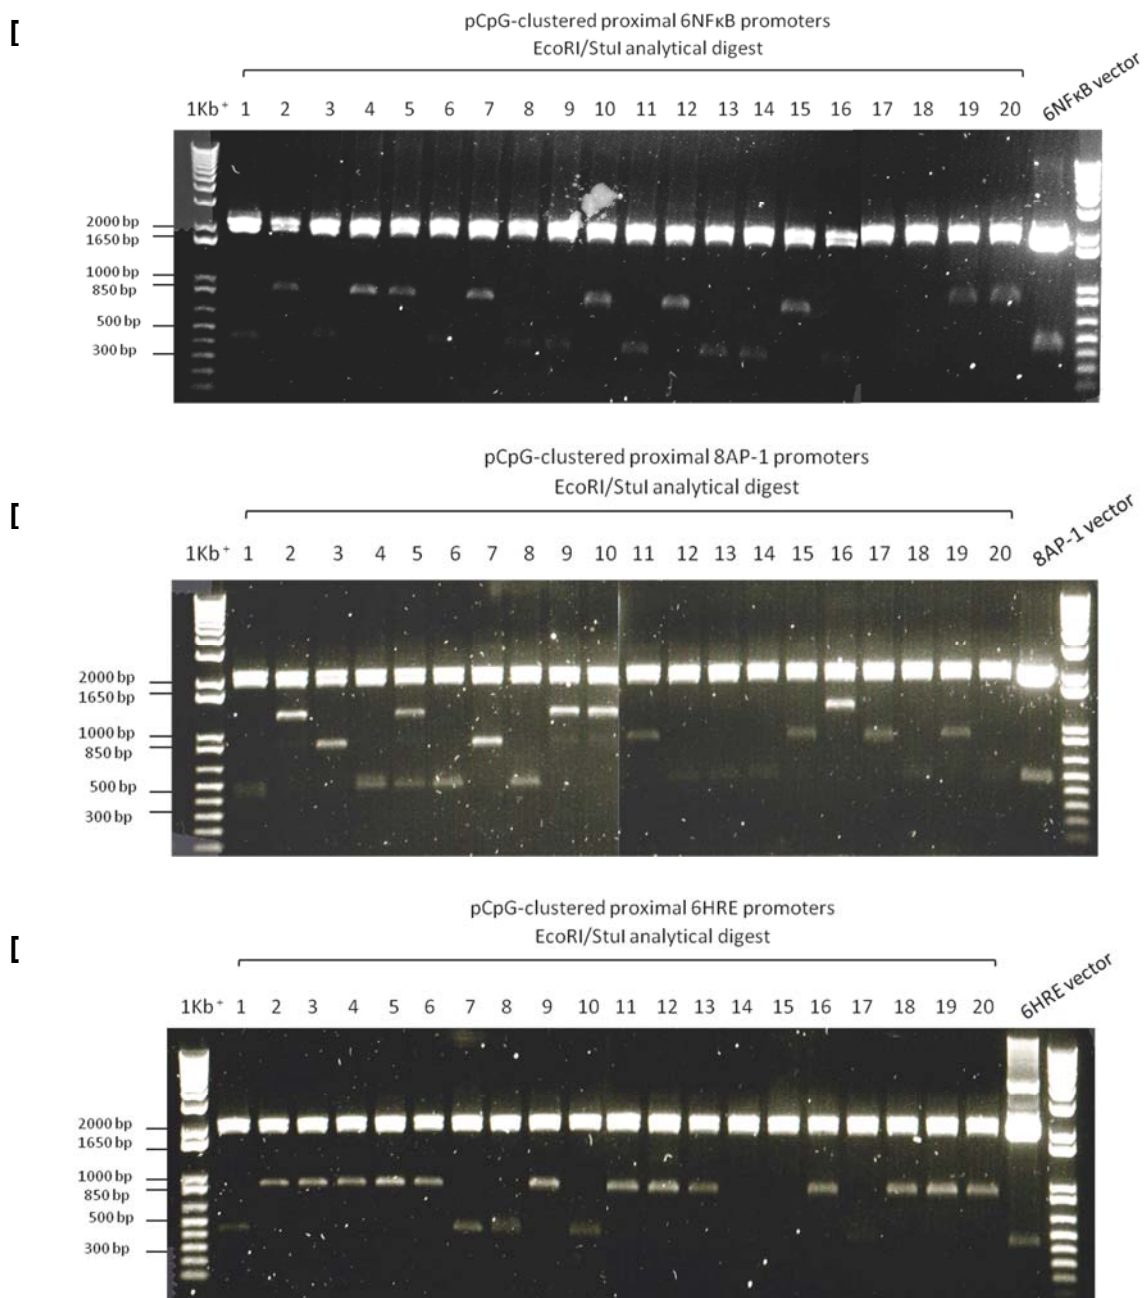 [
pCpG-clustered proximal 6NFκB promoters
EcoRI/StuI analytical digest
1Kb⁺ 1 2 3 4 5 6 7 8 9 10 11 12 13 14 15 16 17 18 19 20 6NFκB vector
2000 bp
1650 bp
1000 bp
850 bp
500 bp
300 bp
pCpG-clustered proximal 8AP-1 promoters
[
EcoRI/StuI analytical digest
1Kb⁺ 1 2 3 4 5 6 7 8 9 10 11 12 13 14 15 16 17 18 19 20 8AP-1 vector
2000 bp
1650 bp
1000 bp
850 bp
500 bp
300 bp
pCpG-clustered proximal 6HRE promoters
[
EcoRI/StuI analytical digest
1Kb⁺ 1 2 3 4 5 6 7 8 9 10 11 12 13 14 15 16 17 18 19 20 6HRE vector
2000 bp
1650 bp
1000 bp
850 bp
500 bp
300 bp